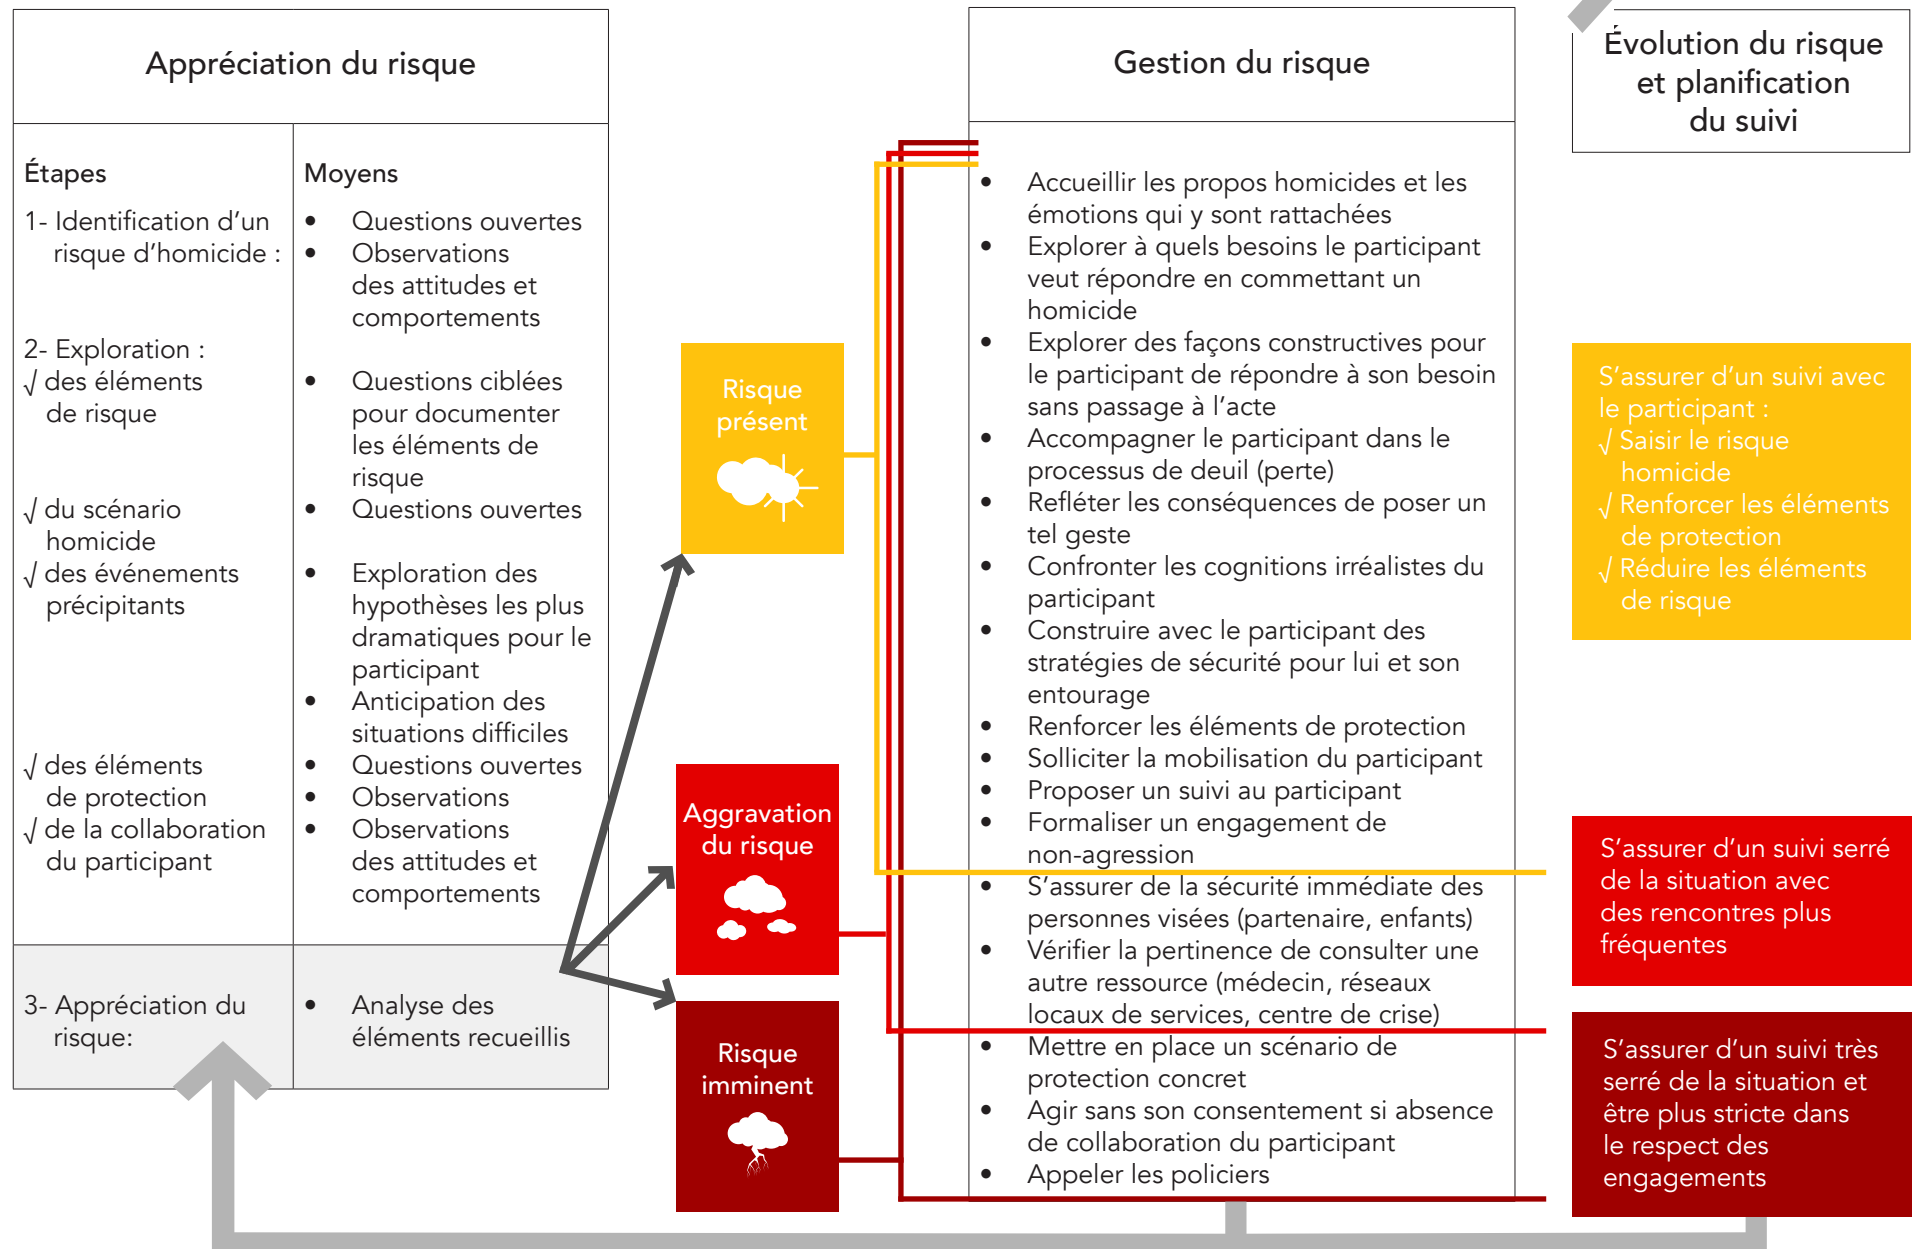 Appréciation du risque
Étapes
1- Identification d’un
risque d’homicide :
2- Exploration :
√ des éléments
de risque
√ du scénario
homicide
√ des événements
précipitants
√ des éléments
de protection
√ de la collaboration
du participant
3- Appréciation du
risque:
Moyens
• Questions ouvertes
• Observations
des attitudes et
comportements
• Questions ciblées
pour documenter
les éléments de
risque
• Questions ouvertes
• Exploration des
hypothèses les plus
dramatiques pour le
participant
• Anticipation des
situations difficiles
• Questions ouvertes
• Observations
• Observations
des attitudes et
comportements
• Analyse des
éléments recueillis
Risque
présent
Aggravation
du risque
Risque
imminent
Gestion du risque
• Accueillir les propos homicides et les
émotions qui y sont rattachées
• Explorer à quels besoins le participant
veut répondre en commettant un
homicide
• Explorer des façons constructives pour
le participant de répondre à son besoin
sans passage à l’acte
• Accompagner le participant dans le
processus de deuil (perte)
• Refléter les conséquences de poser un
tel geste
• Confronter les cognitions irréalistes du
participant
• Construire avec le participant des
stratégies de sécurité pour lui et son
entourage
• Renforcer les éléments de protection
• Solliciter la mobilisation du participant
• Proposer un suivi au participant
• Formaliser un engagement de
non-agression
• S’assurer de la sécurité immédiate des
personnes visées (partenaire, enfants)
• Vérifier la pertinence de consulter une
autre ressource (médecin, réseaux
locaux de services, centre de crise)
• Mettre en place un scénario de
protection concret
• Agir sans son consentement si absence
de collaboration du participant
• Appeler les policiers
Évolution du risque
et planification
du suivi
S’assurer d’un suivi avec
le participant :
√ Saisir le risque
homicide
√ Renforcer les éléments
de protection
√ Réduire les éléments
de risque
S’assurer d’un suivi serré
de la situation avec
des rencontres plus
fréquentes
S’assurer d’un suivi très
serré de la situation et
être plus stricte dans
le respect des
engagements